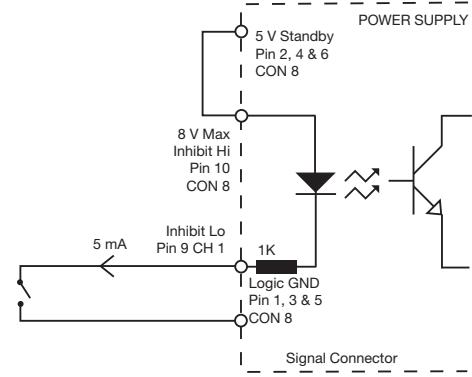 POWER SUPPLY
5 V Standby
Pin 2, 4 & 6
CON 8
8 V Max
Inhibit Hi
Pin 10
CON 8
Inhibit Lo
Pin 9 CH 1
5 mA
1K
Logic GND
Pin 1, 3 & 5
CON 8
Signal Connector